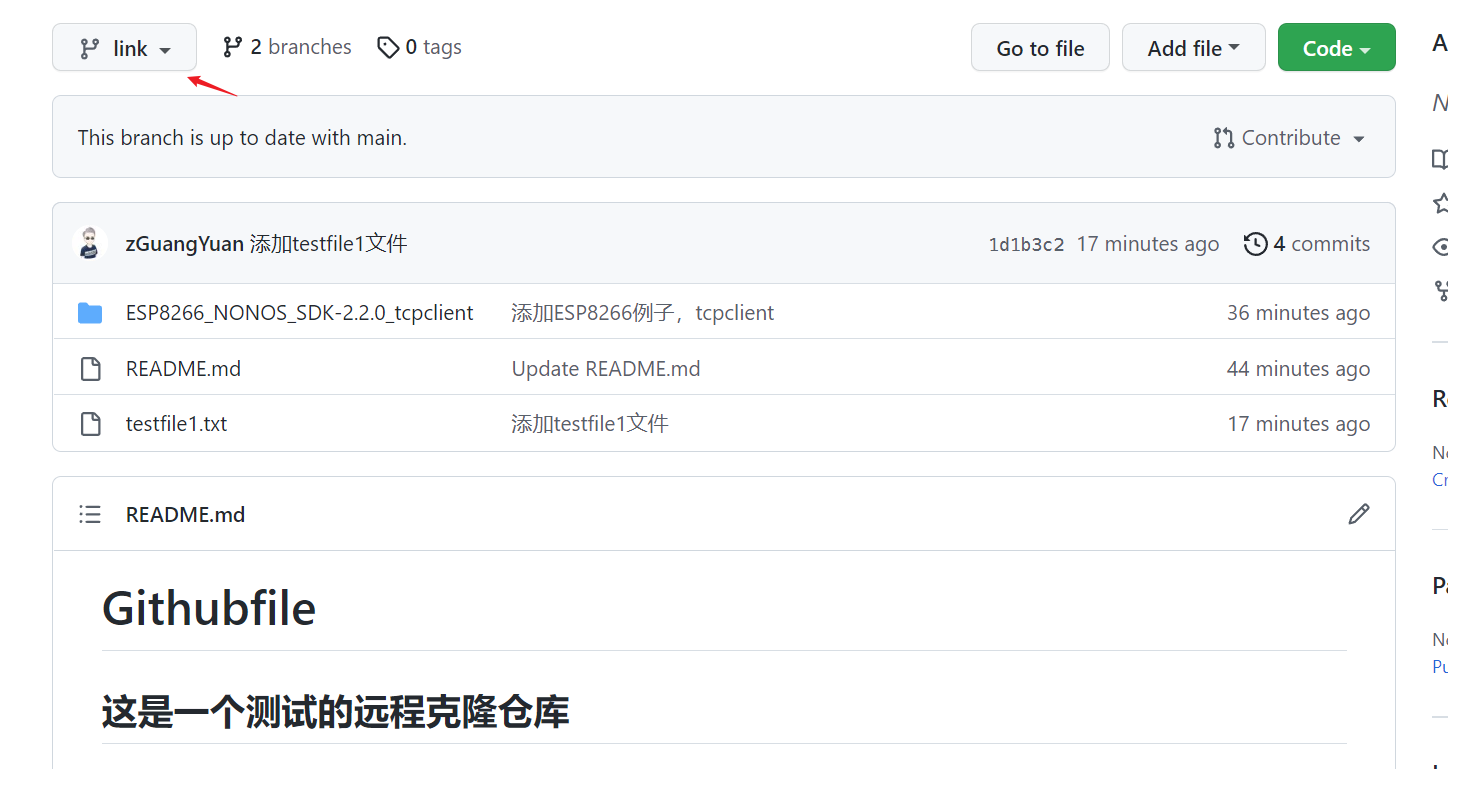 link 2 branches 0 tags Go to file Add file Code
This branch is up to date with main. Contribute
zGuangYuan 添加testfile1文件 1d1b3c2 17 minutes ago 4 commits
ESP8266_NONOS_SDK-2.2.0_tcpclient 添加ESP8266例子，tcpclient 36 minutes ago
README.md Update README.md 44 minutes ago
testfile1.txt 添加testfile1文件 17 minutes ago
README.md
Githubfile
这是一个测试的远程克隆仓库